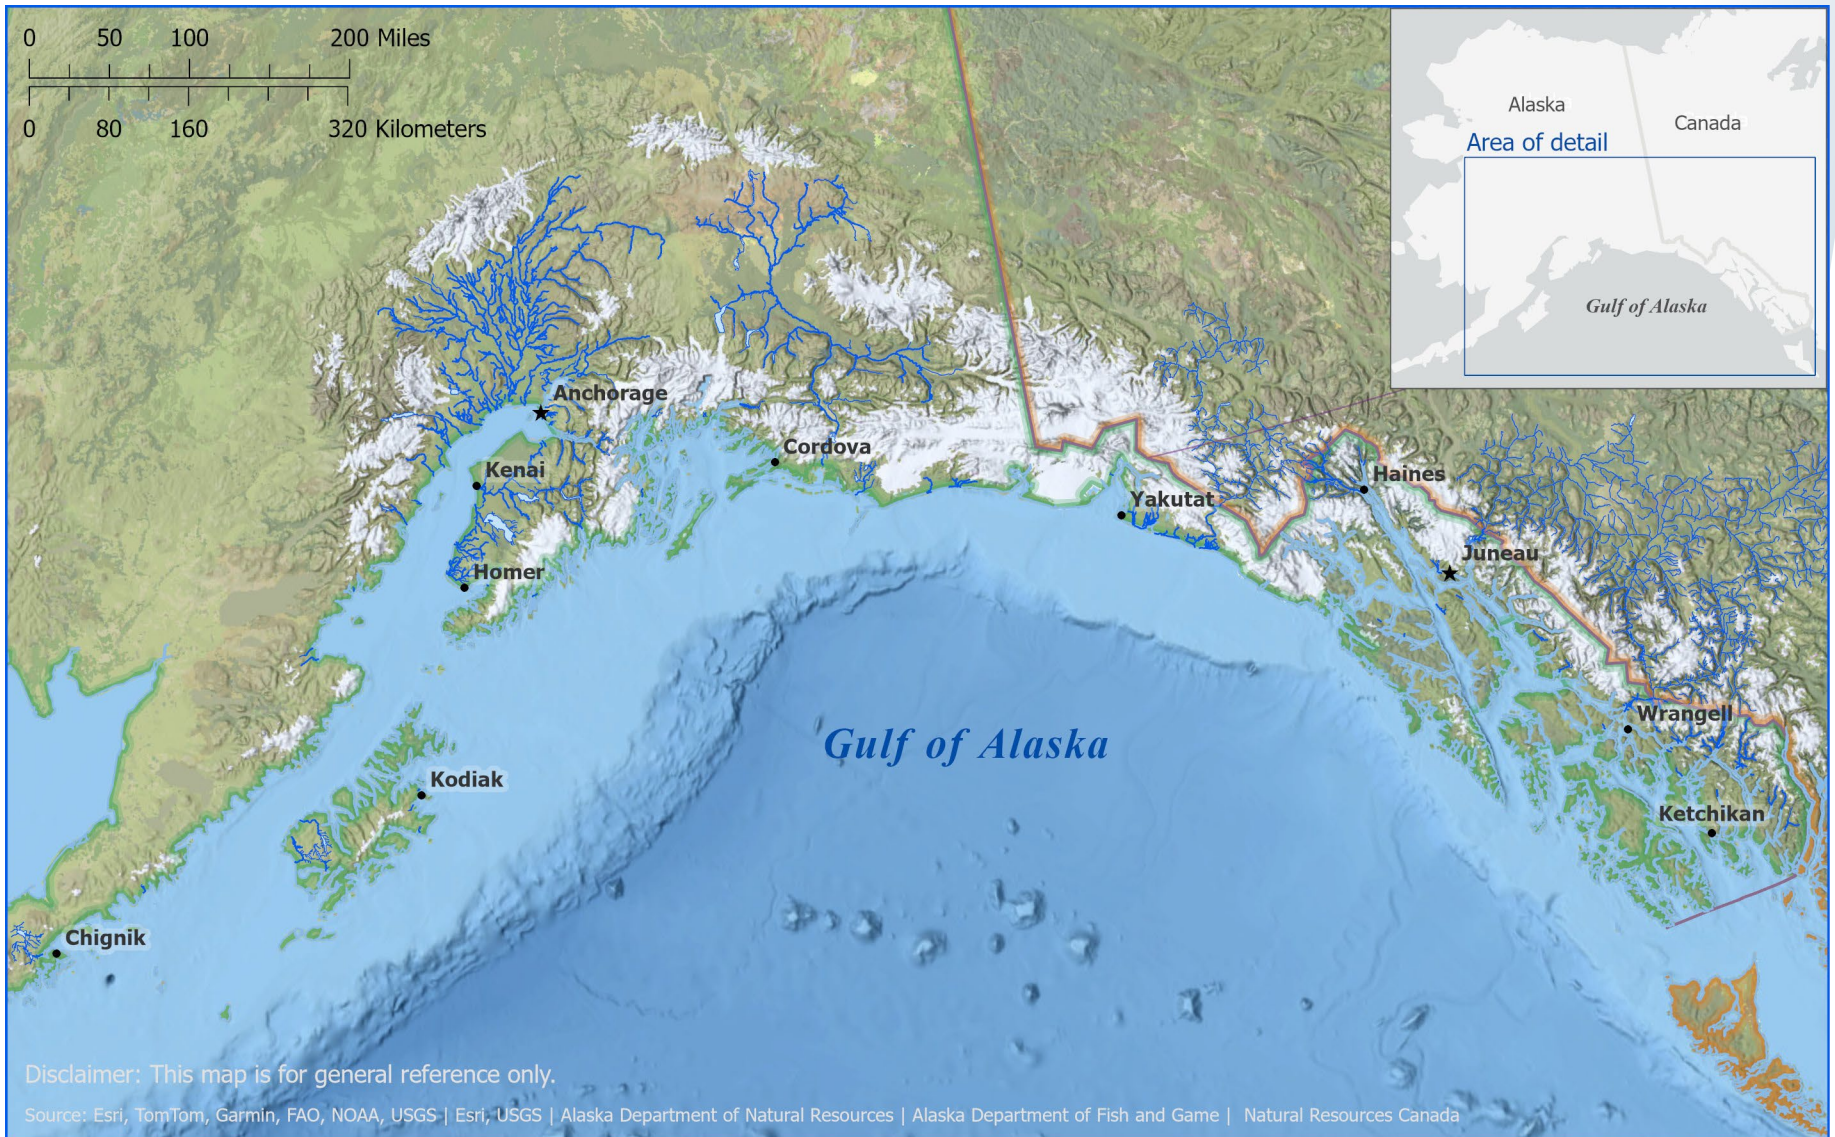 0 50 100 200 Miles
0 80 160 320 Kilometers
Alaska
Canada
Area of detail
Gulf of Alaska
Anchorage
Cordova
Kenai
Haines
Yakutat
Juneau
Homer
Wrangell
Gulf of Alaska
Kodiak
Ketchikan
Chignik
Disclaimer: This map is for general reference only.
Source: Esri, TomTom, Garmin, FAO, NOAA, USGS | Esri, USGS | Alaska Department of Natural Resources | Alaska Department of Fish and Game | Natural Resources Canada